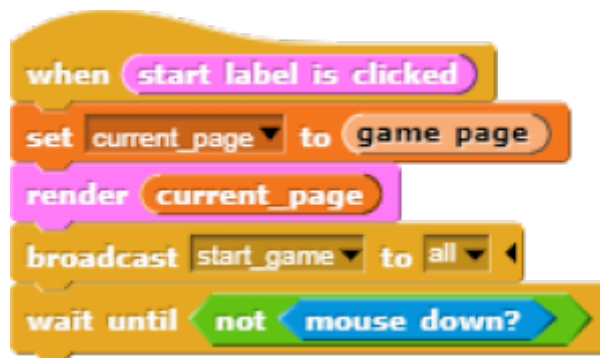 when start label is clicked
set current_page to game page
render current_page
broadcast start_game to all
wait until not mouse down?